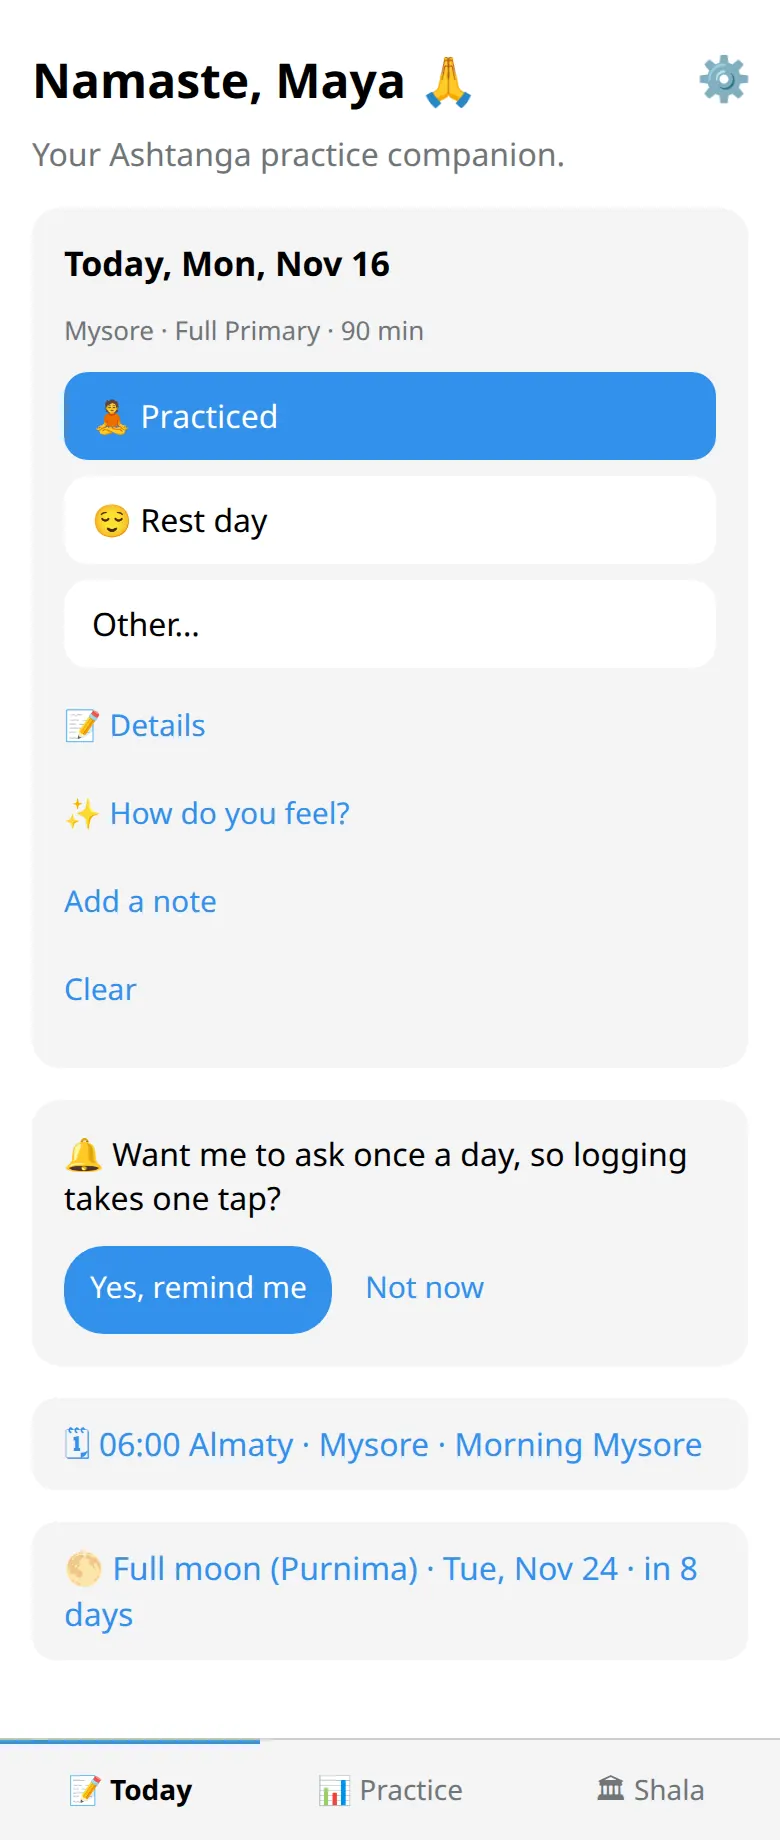 Namaste, Maya 🙏
Your Ashtanga practice companion.
Today, Mon, Nov 16
Mysore · Full Primary · 90 min
🧘 Practiced
😌 Rest day
Other...
📝 Details
✨ How do you feel?
Add a note
Clear
🔔 Want me to ask once a day, so logging
takes one tap?
Yes, remind me
Not now
🗓 06:00 Almaty · Mysore · Morning Mysore
🌕 Full moon (Purnima) · Tue, Nov 24 · in 8
days
📝 Today
📊 Practice
🏛 Shala